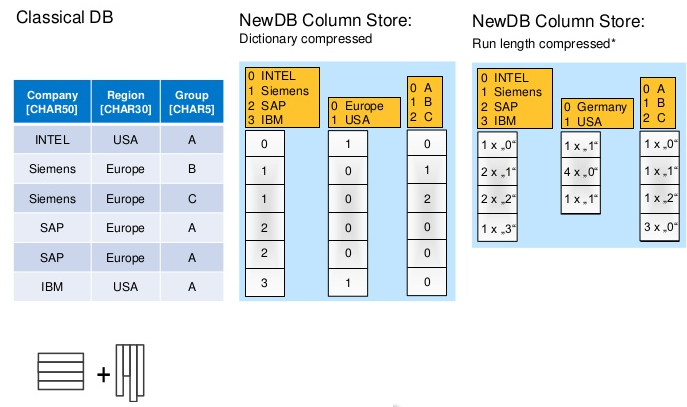 Classical DB
Company [CHAR50] Region [CHAR30] Group [CHAR5]
INTEL USA A
Siemens Europe B
Siemens Europe C
SAP Europe A
SAP Europe A
IBM USA A
+
NewDB Column Store:
Dictionary compressed
0 INTEL
1 Siemens
2 SAP
3 IBM
0 Europe
1 USA
0 A
1 B
2 C
0 1 0
1 0 1
1 0 2
2 0 0
2 0 0
3 1 0
NewDB Column Store:
Run length compressed*
0 INTEL
1 Siemens
2 SAP
3 IBM
0 Germany
1 USA
0 A
1 B
2 C
1 x „0“ 1 x „1“ 1 x „0“
2 x „1“ 4 x „0“ 1 x „1“
2 x „2“ 1 x „1“ 1 x „2“
1 x „3“ 3 x „0“